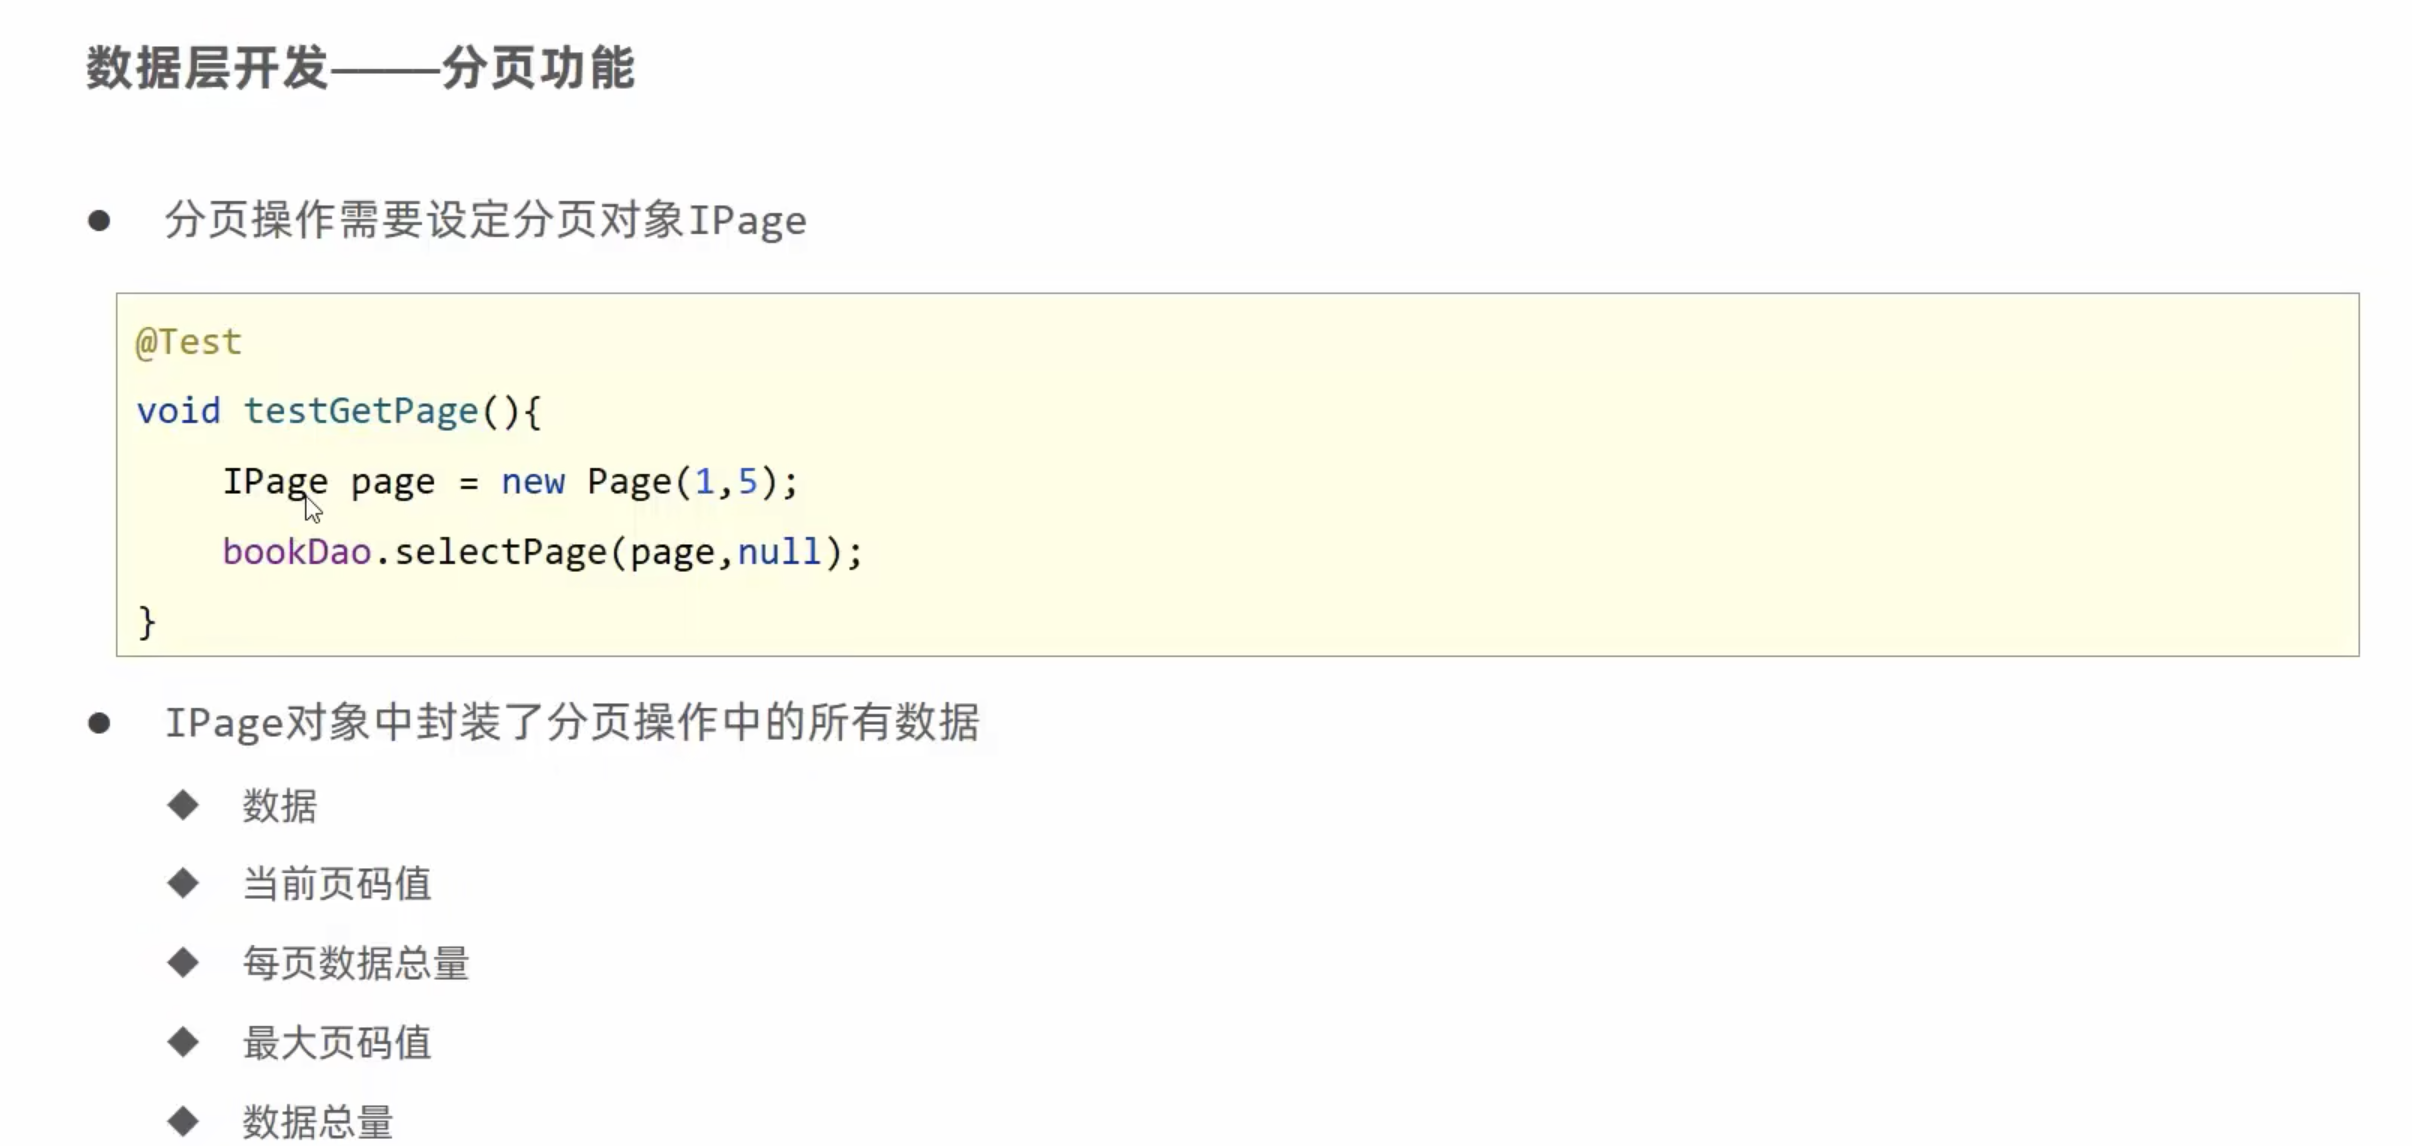 数据层开发————分页功能
● 分页操作需要设定分页对象IPage
@Test
void testGetPage(){
    IPage page = new Page(1,5);
    bookDao.selectPage(page,null);
}
● IPage对象中封装了分页操作中的所有数据
◆ 数据
◆ 当前页码值
◆ 每页数据总量
◆ 最大页码值
◆ 数据总量